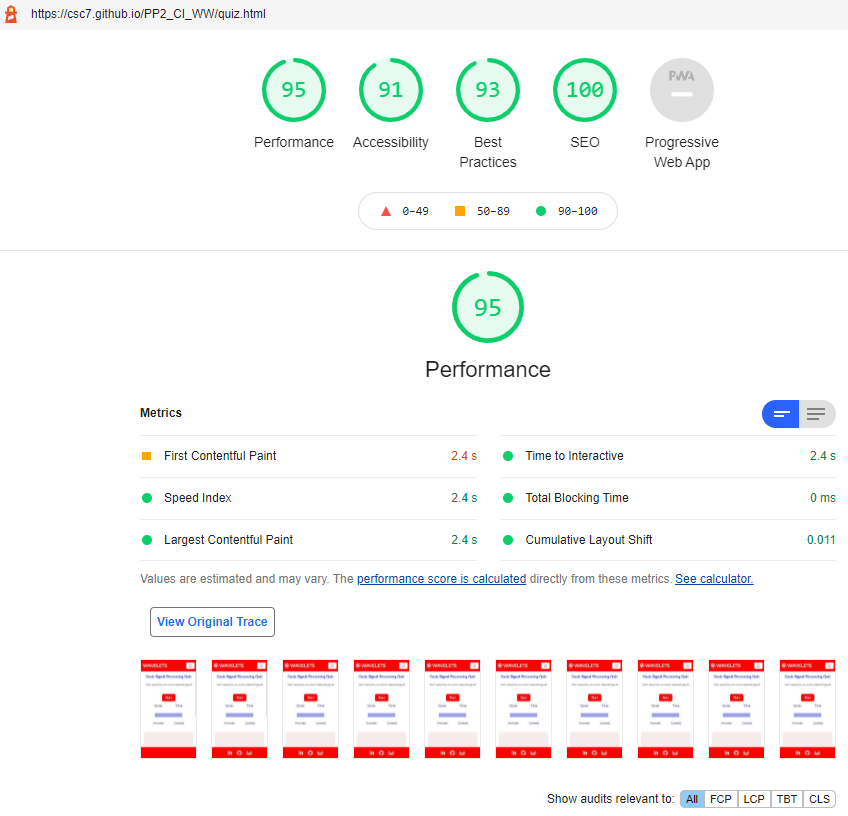 https://csc7.github.io/PP2_CI_WW/quiz.html
95 91 93 100 PWA
Performance Accessibility Best Practices SEO Progressive Web App
0–49 50–89 90–100
95
Performance
Metrics
First Contentful Paint 2.4 s Time to Interactive 2.4 s
Speed Index 2.4 s Total Blocking Time 0 ms
Largest Contentful Paint 2.4 s Cumulative Layout Shift 0.011
Values are estimated and may vary. The performance score is calculated directly from these metrics. See calculator.
View Original Trace
Show audits relevant to: All FCP LCP TBT CLS